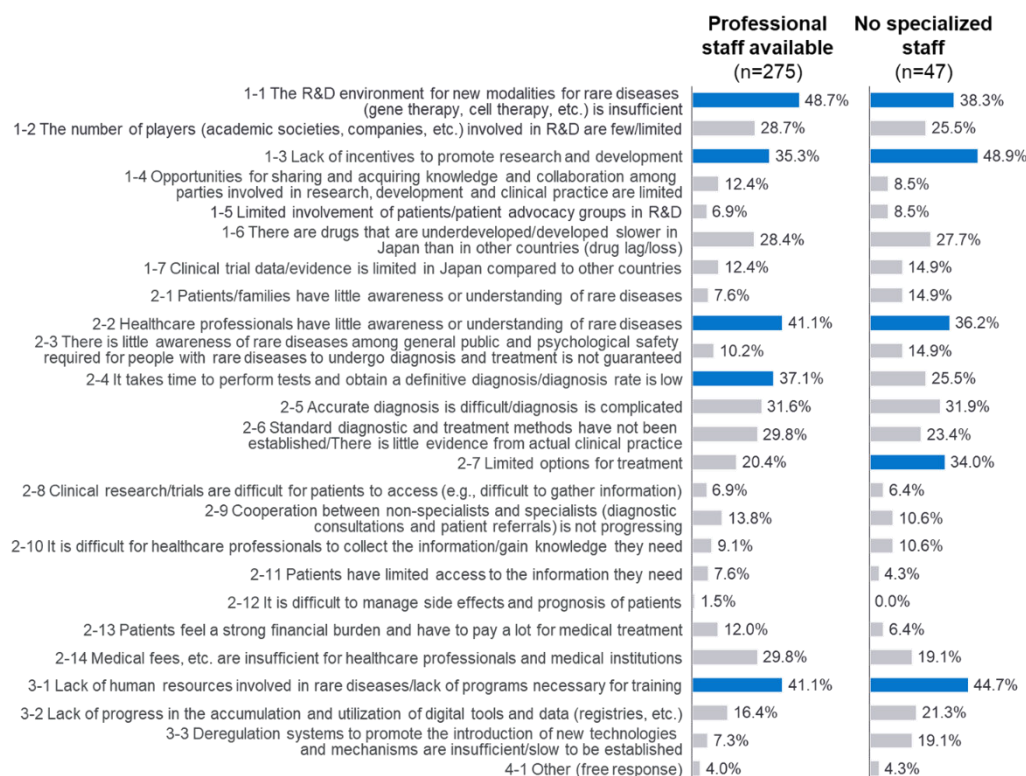 Professional
staff available
(n=275)
No specialized
staff
(n=47)
1-1 The R&D environment for new modalities for rare diseases
(gene therapy, cell therapy, etc.) is insufficient
48.7%
38.3%
1-2 The number of players (academic societies, companies, etc.) involved in R&D are few/limited
28.7%
25.5%
1-3 Lack of incentives to promote research and development
35.3%
48.9%
1-4 Opportunities for sharing and acquiring knowledge and collaboration among
parties involved in research, development and clinical practice are limited
12.4%
8.5%
1-5 Limited involvement of patients/patient advocacy groups in R&D
6.9%
8.5%
1-6 There are drugs that are underdeveloped/developed slower in
Japan than in other countries (drug lag/loss)
28.4%
27.7%
1-7 Clinical trial data/evidence is limited in Japan compared to other countries
12.4%
14.9%
2-1 Patients/families have little awareness or understanding of rare diseases
7.6%
14.9%
2-2 Healthcare professionals have little awareness or understanding of rare diseases
41.1%
36.2%
2-3 There is little awareness of rare diseases among general public and psychological safety
required for people with rare diseases to undergo diagnosis and treatment is not guaranteed
10.2%
14.9%
2-4 It takes time to perform tests and obtain a definitive diagnosis/diagnosis rate is low
37.1%
25.5%
2-5 Accurate diagnosis is difficult/diagnosis is complicated
31.6%
31.9%
2-6 Standard diagnostic and treatment methods have not been
established/There is little evidence from actual clinical practice
29.8%
23.4%
2-7 Limited options for treatment
20.4%
34.0%
2-8 Clinical research/trials are difficult for patients to access (e.g., difficult to gather information)
6.9%
6.4%
2-9 Cooperation between non-specialists and specialists (diagnostic
consultations and patient referrals) is not progressing
13.8%
10.6%
2-10 It is difficult for healthcare professionals to collect the information/gain knowledge they need
9.1%
10.6%
2-11 Patients have limited access to the information they need
7.6%
4.3%
2-12 It is difficult to manage side effects and prognosis of patients
1.5%
0.0%
2-13 Patients feel a strong financial burden and have to pay a lot for medical treatment
12.0%
6.4%
2-14 Medical fees, etc. are insufficient for healthcare professionals and medical institutions
29.8%
19.1%
3-1 Lack of human resources involved in rare diseases/lack of programs necessary for training
41.1%
44.7%
3-2 Lack of progress in the accumulation and utilization of digital tools and data (registries, etc.)
16.4%
21.3%
3-3 Deregulation systems to promote the introduction of new technologies
and mechanisms are insufficient/slow to be established
7.3%
19.1%
4-1 Other (free response)
4.0%
4.3%